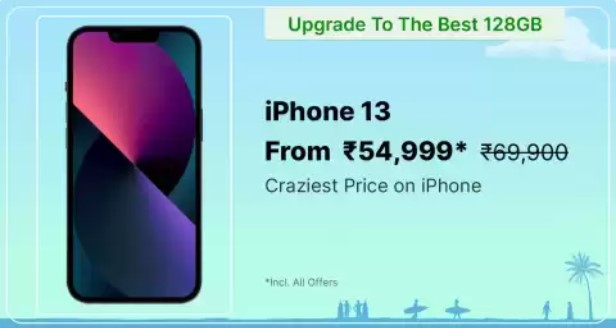 Upgrade To The Best 128GB
iPhone 13
From ₹54,999* ₹69,900
Craziest Price on iPhone
*Incl. All Offers